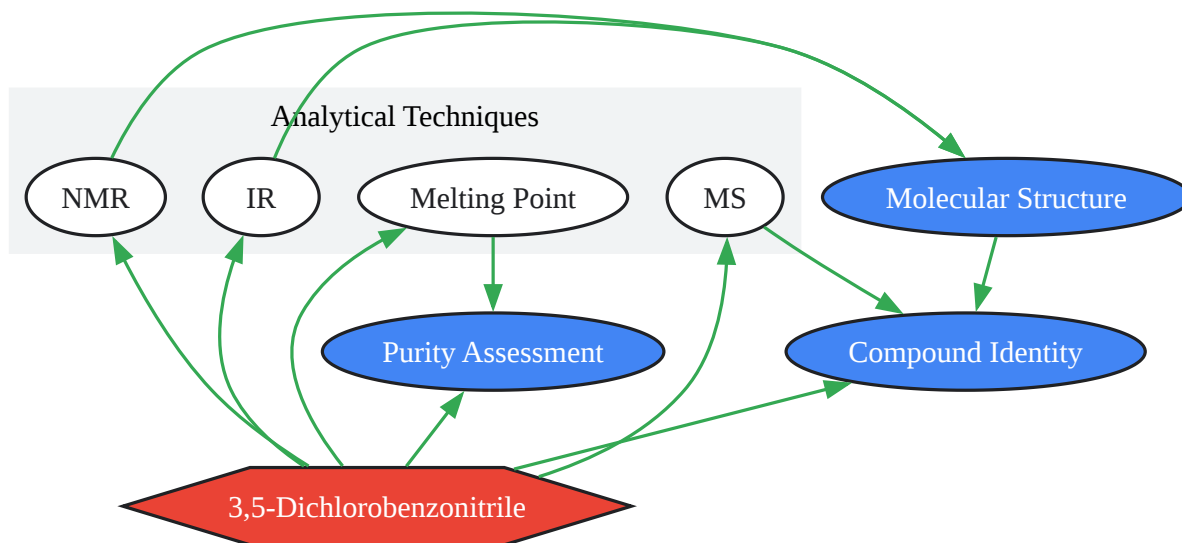 Analytical Techniques
NMR
IR
Melting Point
MS
Molecular Structure
Purity Assessment
Compound Identity
3,5-Dichlorobenzonitrile